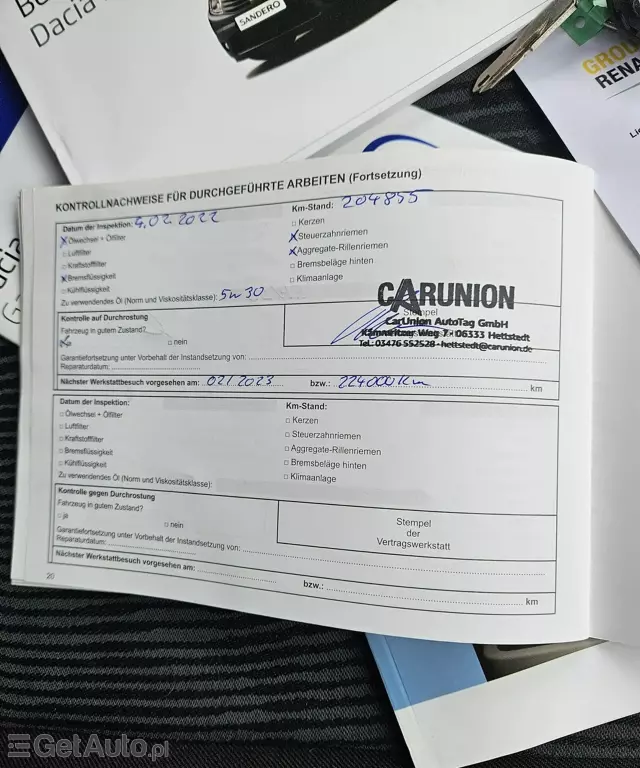 Dacia
SANDERO
GROU
RENA
KONTROLLNACHWEISE FÜR DURCHGEFÜHRTE ARBEITEN (Fortsetzung)
Datum der Inspektion: 4.02.2022 Km-Stand: 204855
x Ölwechsel + Ölfilter □ Kerzen
□ Luftfilter x Steuerzahnriemen
□ Kraftstofffilter x Aggregate-Rillenriemen
x Bremsflüssigkeit □ Bremsbeläge hinten
□ Kühlflüssigkeit □ Klimaanlage
Zu verwendendes Öl (Norm und Viskositätsklasse): 5w30
CARUNION
Stempel
CarUnion AutoTag GmbH
Kämmritzer Weg 7 · 06333 Hettstedt
Tel.: 03476 552528 · hettstedt@carunion.de
Kontrolle auf Durchrostung
Fahrzeug in gutem Zustand?
□ nein
Garantiefortsetzung unter Vorbehalt der Instandsetzung von:
Reparaturdatum:
Nächster Werkstattbesuch vorgesehen am: 02/2023 bzw.: 224000Km km
Datum der Inspektion: Km-Stand:
□ Ölwechsel + Ölfilter □ Kerzen
□ Luftfilter □ Steuerzahnriemen
□ Kraftstofffilter □ Aggregate-Rillenriemen
□ Bremsflüssigkeit □ Bremsbeläge hinten
□ Kühlflüssigkeit □ Klimaanlage
Zu verwendendes Öl (Norm und Viskositätsklasse):
Kontrolle gegen Durchrostung
Fahrzeug in gutem Zustand?
□ ja □ nein
Stempel
der
Vertragswerkstatt
Garantiefortsetzung unter Vorbehalt der Instandsetzung von:
Reparaturdatum:
Nächster Werkstattbesuch vorgesehen am: bzw.: km
20
GetAuto.pl